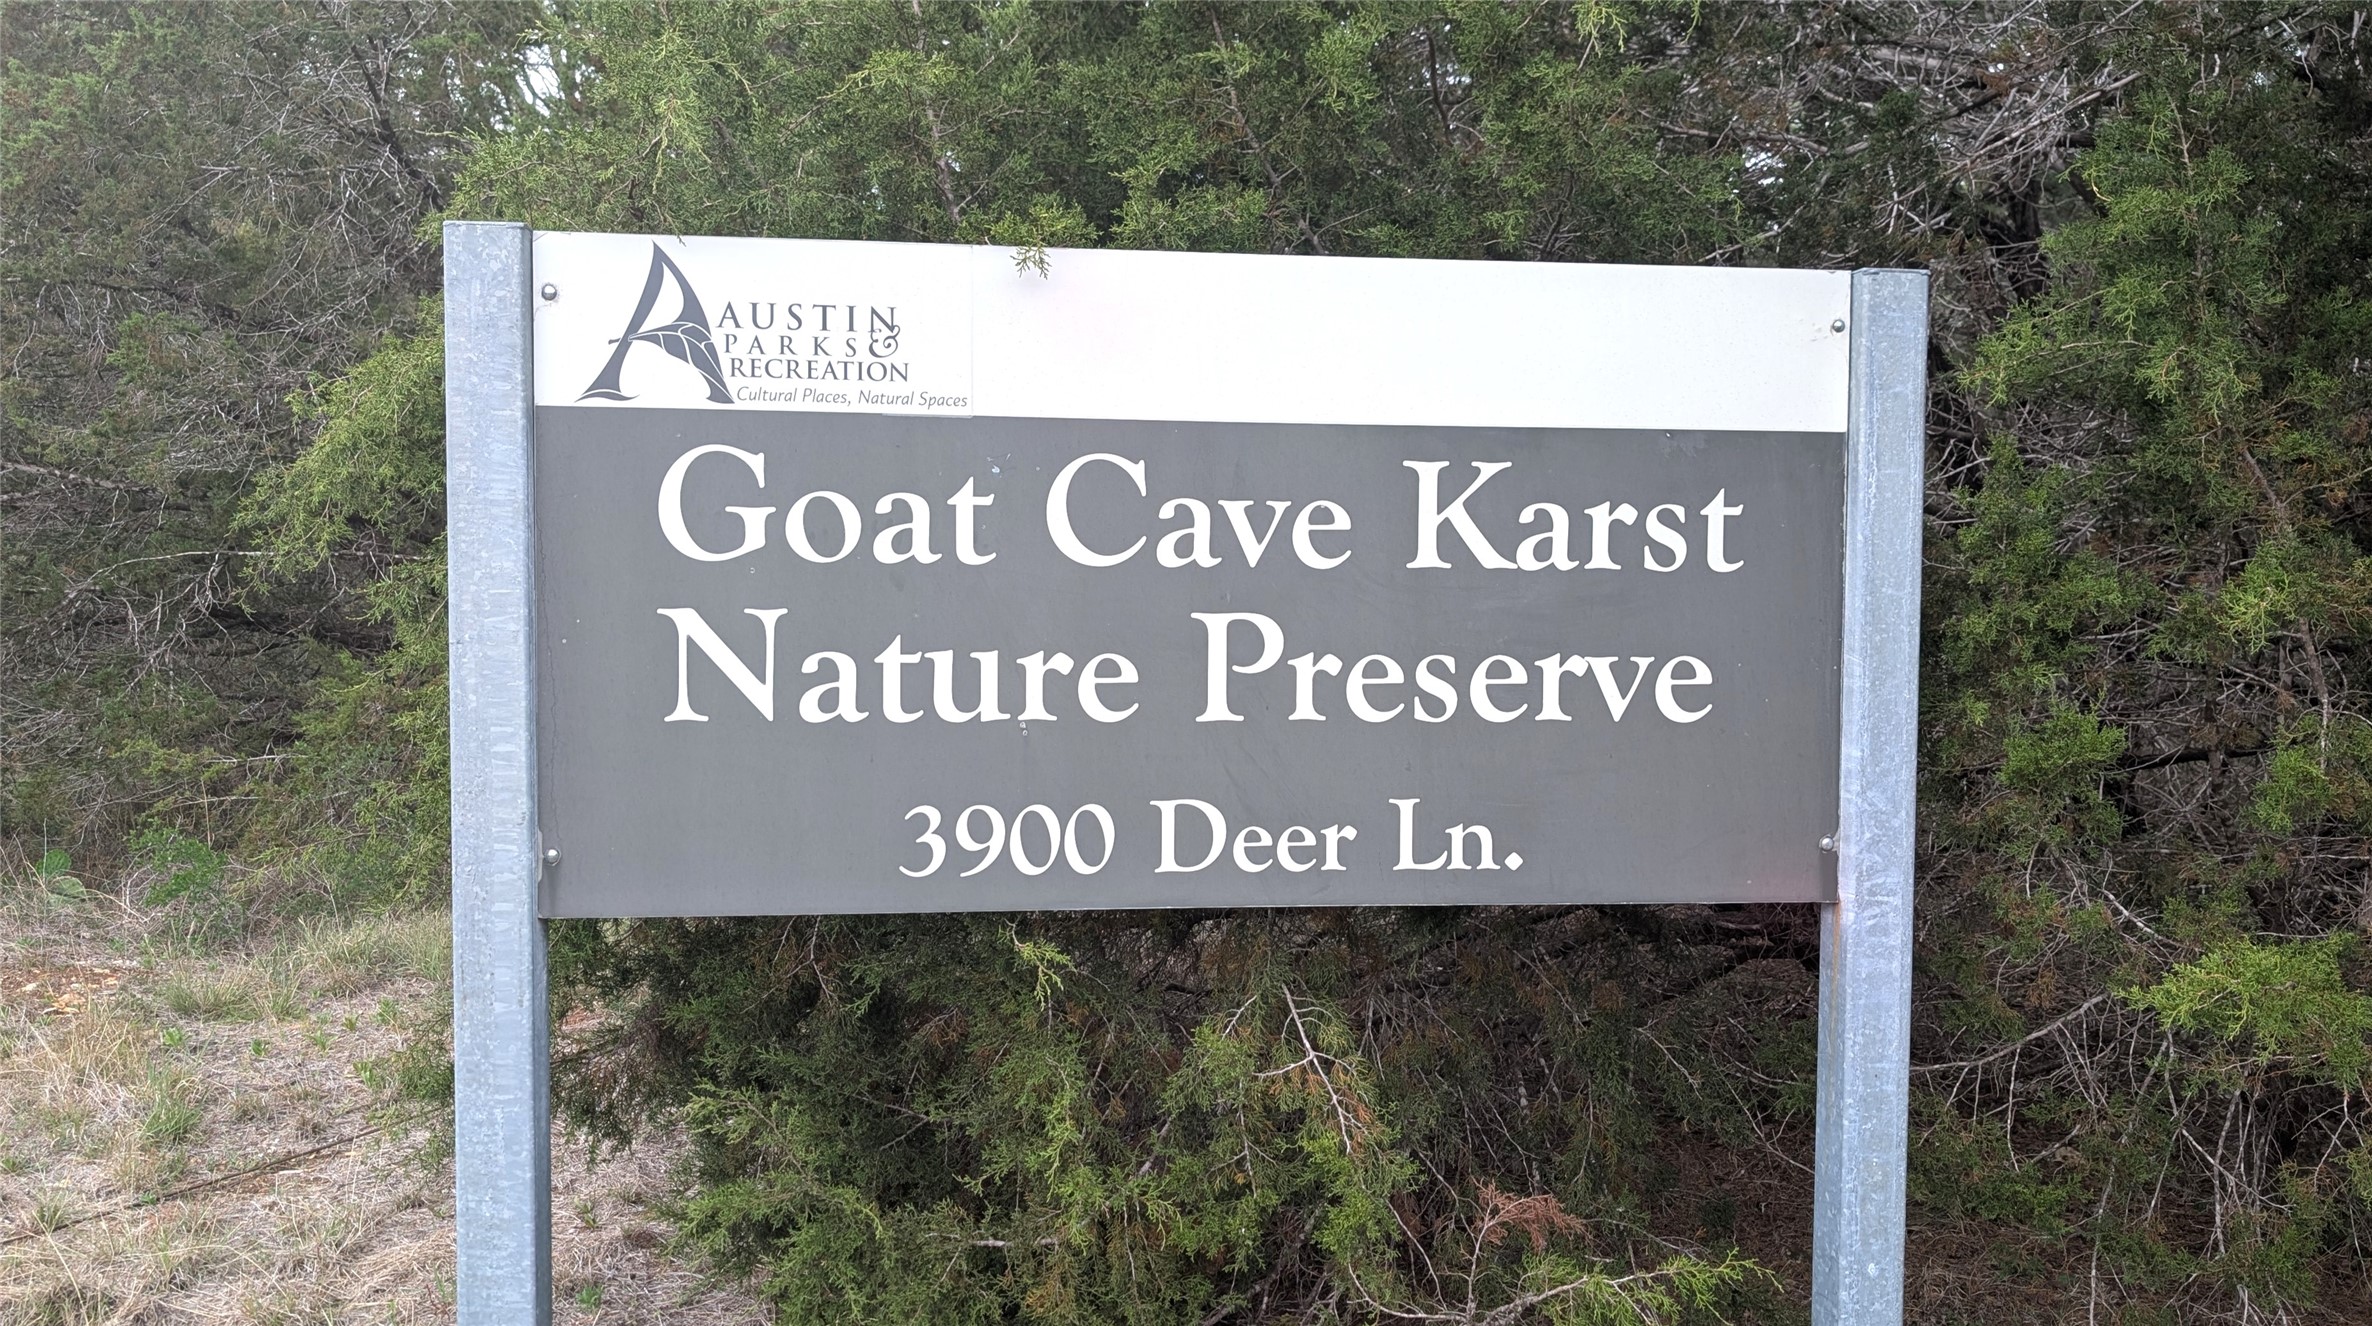 AUSTIN
PARKS &
RECREATION
Cultural Places, Natural Spaces
Goat Cave Karst
Nature Preserve
3900 Deer Ln.